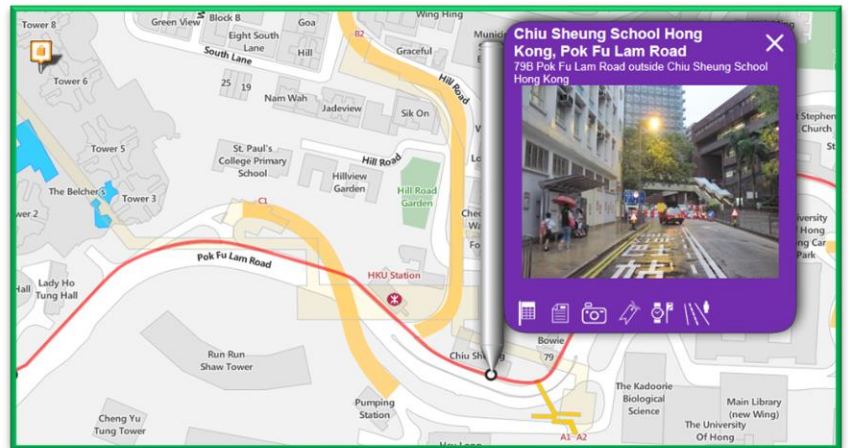 Tower 8
Green View
Block B
Eight South
Lane
Goa
Hill
B2
Wing Hing
Graceful
South Lane
Tower 6
25
19
Nam Wah
Jadeview
Sik On
Hill Road
Tower 5
St. Paul's
College Primary
School
Hill Road
Hillview
Garden
Hill Road
Garden
The Belcher's
Tower 3
C1
Pok Fu Lam Road
HKU Station
Lady Ho
Tung Hall
Run Run
Shaw Tower
Chiu Sheung
Bowie
79
Pumping
Station
Cheng Yu
Tung Tower
A1
A2
The Kadoorie
Biological
Science
Main Library
(new Wing)
The University
Of Hong
Chiu Sheung School Hong
Kong, Pok Fu Lam Road
79B Pok Fu Lam Road outside Chiu Sheung School
Hong Kong
Church